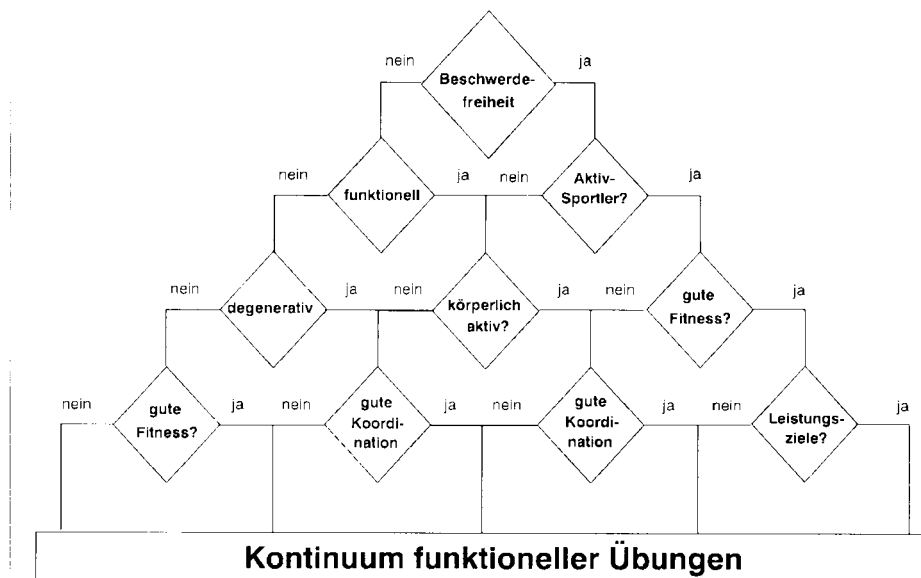 nein
ja
Beschwerde-
freiheit
nein
ja
nein
ja
funktionell
Aktiv-
Sportler?
nein
ja
nein
ja
nein
ja
degenerativ
körperlich
aktiv?
gute
Fitness?
nein
ja
nein
ja
nein
ja
nein
ja
gute
Fitness?
gute
Koordi-
nation
gute
Koordi-
nation
Leistungs-
ziele?
Kontinuum funktioneller Übungen